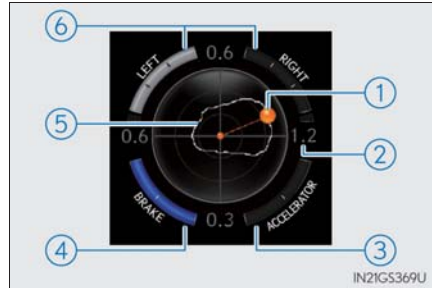 6
LEFT
0.6
RIGHT
1
5
0.6
1.2
2
BRAKE
0.3
ACCELERATOR
4
3
IN21GS369U